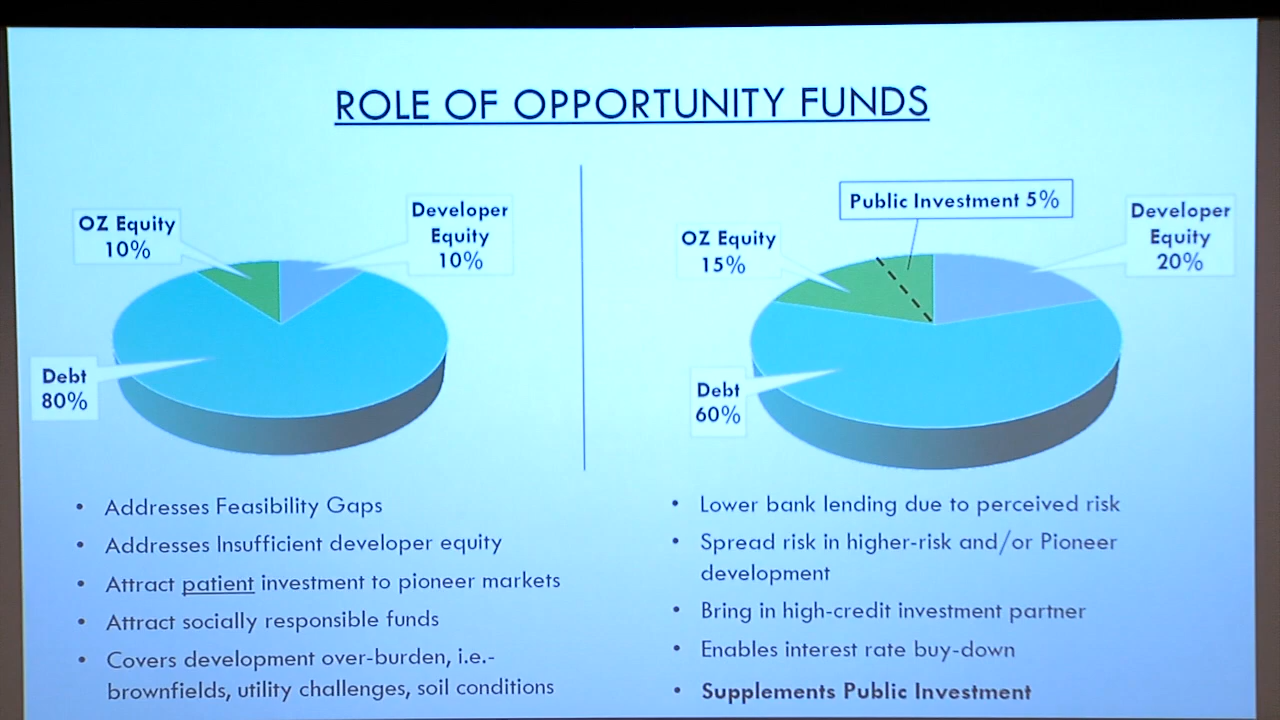 ROLE OF OPPORTUNITY FUNDS
OZ Equity
10%
Developer
Equity
10%
Debt
80%
• Addresses Feasibility Gaps
• Addresses Insufficient developer equity
• Attract patient investment to pioneer markets
• Attract socially responsible funds
• Covers development over-burden, i.e.-
brownfields, utility challenges, soil conditions
Public Investment 5%
OZ Equity
15%
Developer
Equity
20%
Debt
60%
• Lower bank lending due to perceived risk
• Spread risk in higher-risk and/or Pioneer
development
• Bring in high-credit investment partner
• Enables interest rate buy-down
• Supplements Public Investment